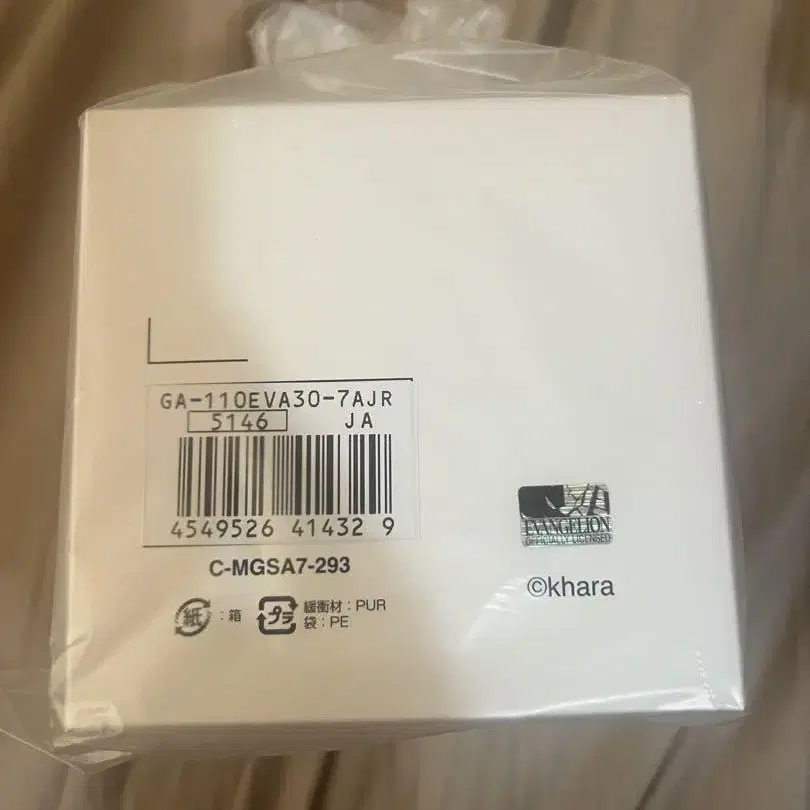 GA-110EVA30-7AJR
5146 JA
4549526 41432 9
C-MGSA7-293
紙 :箱
プラ 緩衝材:PUR
袋:PE
EVANGELION
OFFICIALLY LICENSED
©khara